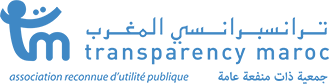 ترانسبرانسي المغرب
transparency maroc
association reconnue d'utilité publique جمعية ذات منفعة عامة